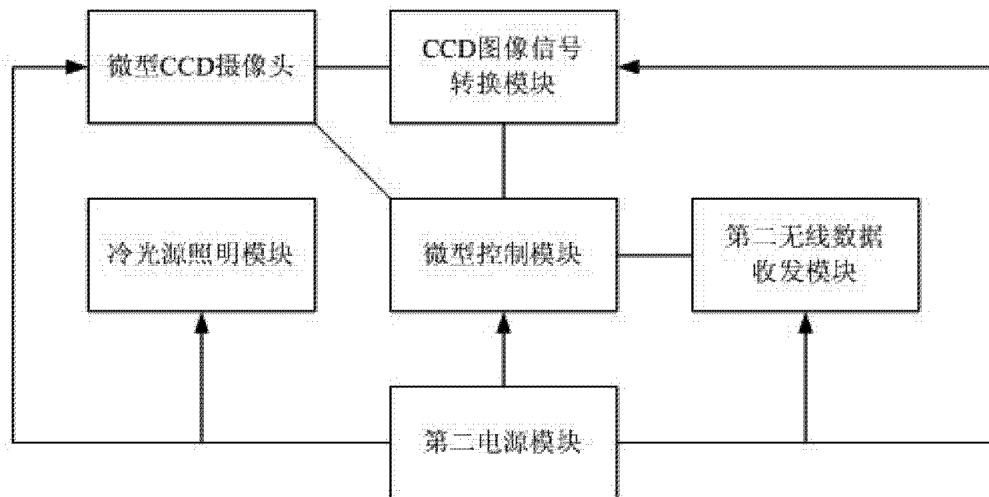 微型CCD摄像头
CCD图像信号
转换模块
冷光源照明模块
微型控制模块
第二无线数据
收发模块
第二电源模块